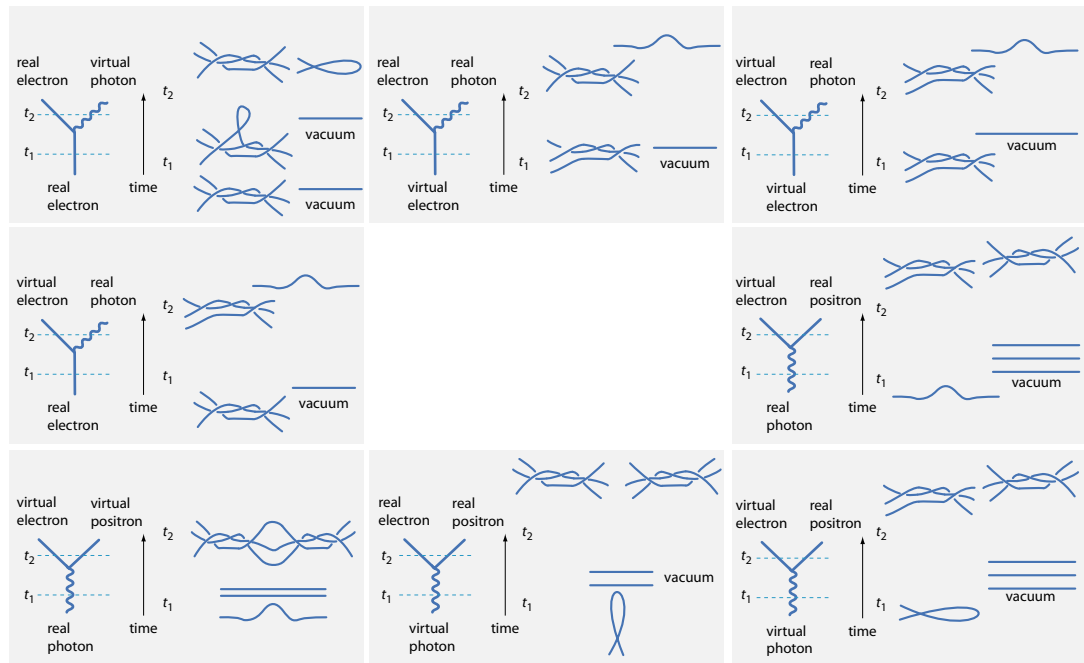 real
electron
virtual
photon
t2
t2
vacuum
t1
t1
vacuum
real
electron
time
real
electron
real
photon
t2
t2
t1
t1
vacuum
virtual
electron
time
virtual
electron
real
photon
t2
t2
vacuum
t1
t1
virtual
electron
time
virtual
electron
real
photon
t2
t2
t1
t1
vacuum
real
electron
time
virtual
electron
real
positron
t2
t2
t1
t1
vacuum
real
photon
time
virtual
electron
virtual
positron
t2
t2
t1
t1
real
photon
time
real
electron
real
positron
t2
t2
vacuum
t1
t1
virtual
photon
time
virtual
electron
real
positron
t2
t2
t1
t1
vacuum
virtual
photon
time